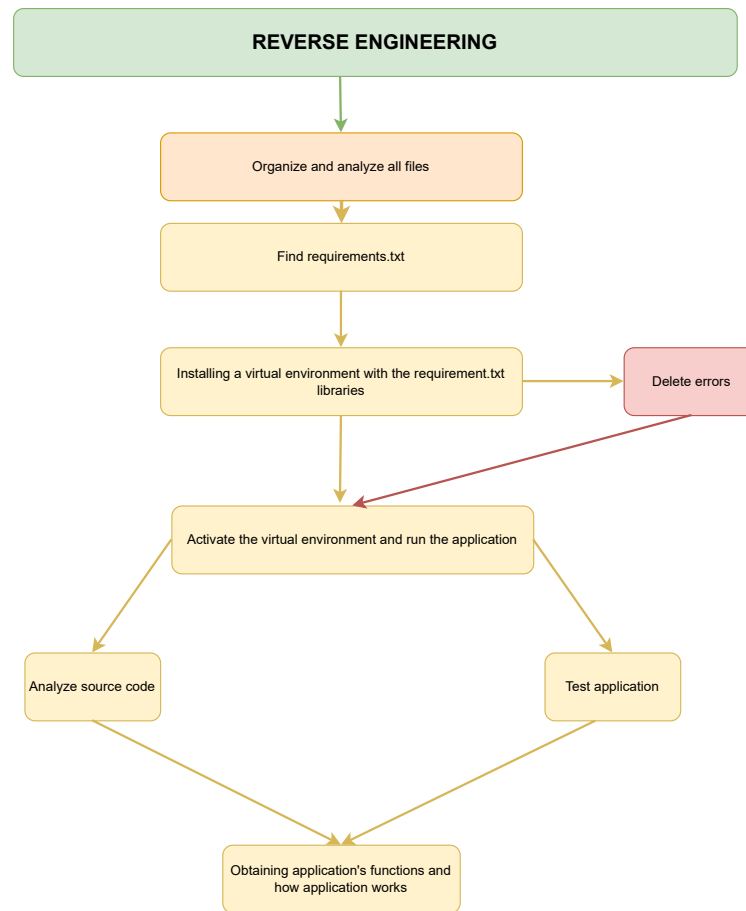 REVERSE ENGINEERING
Organize and analyze all files
Find requirements.txt
Installing a virtual environment with the requirement.txt
libraries
Delete errors
Activate the virtual environment and run the application
Analyze source code
Test application
Obtaining application's functions and
how application works